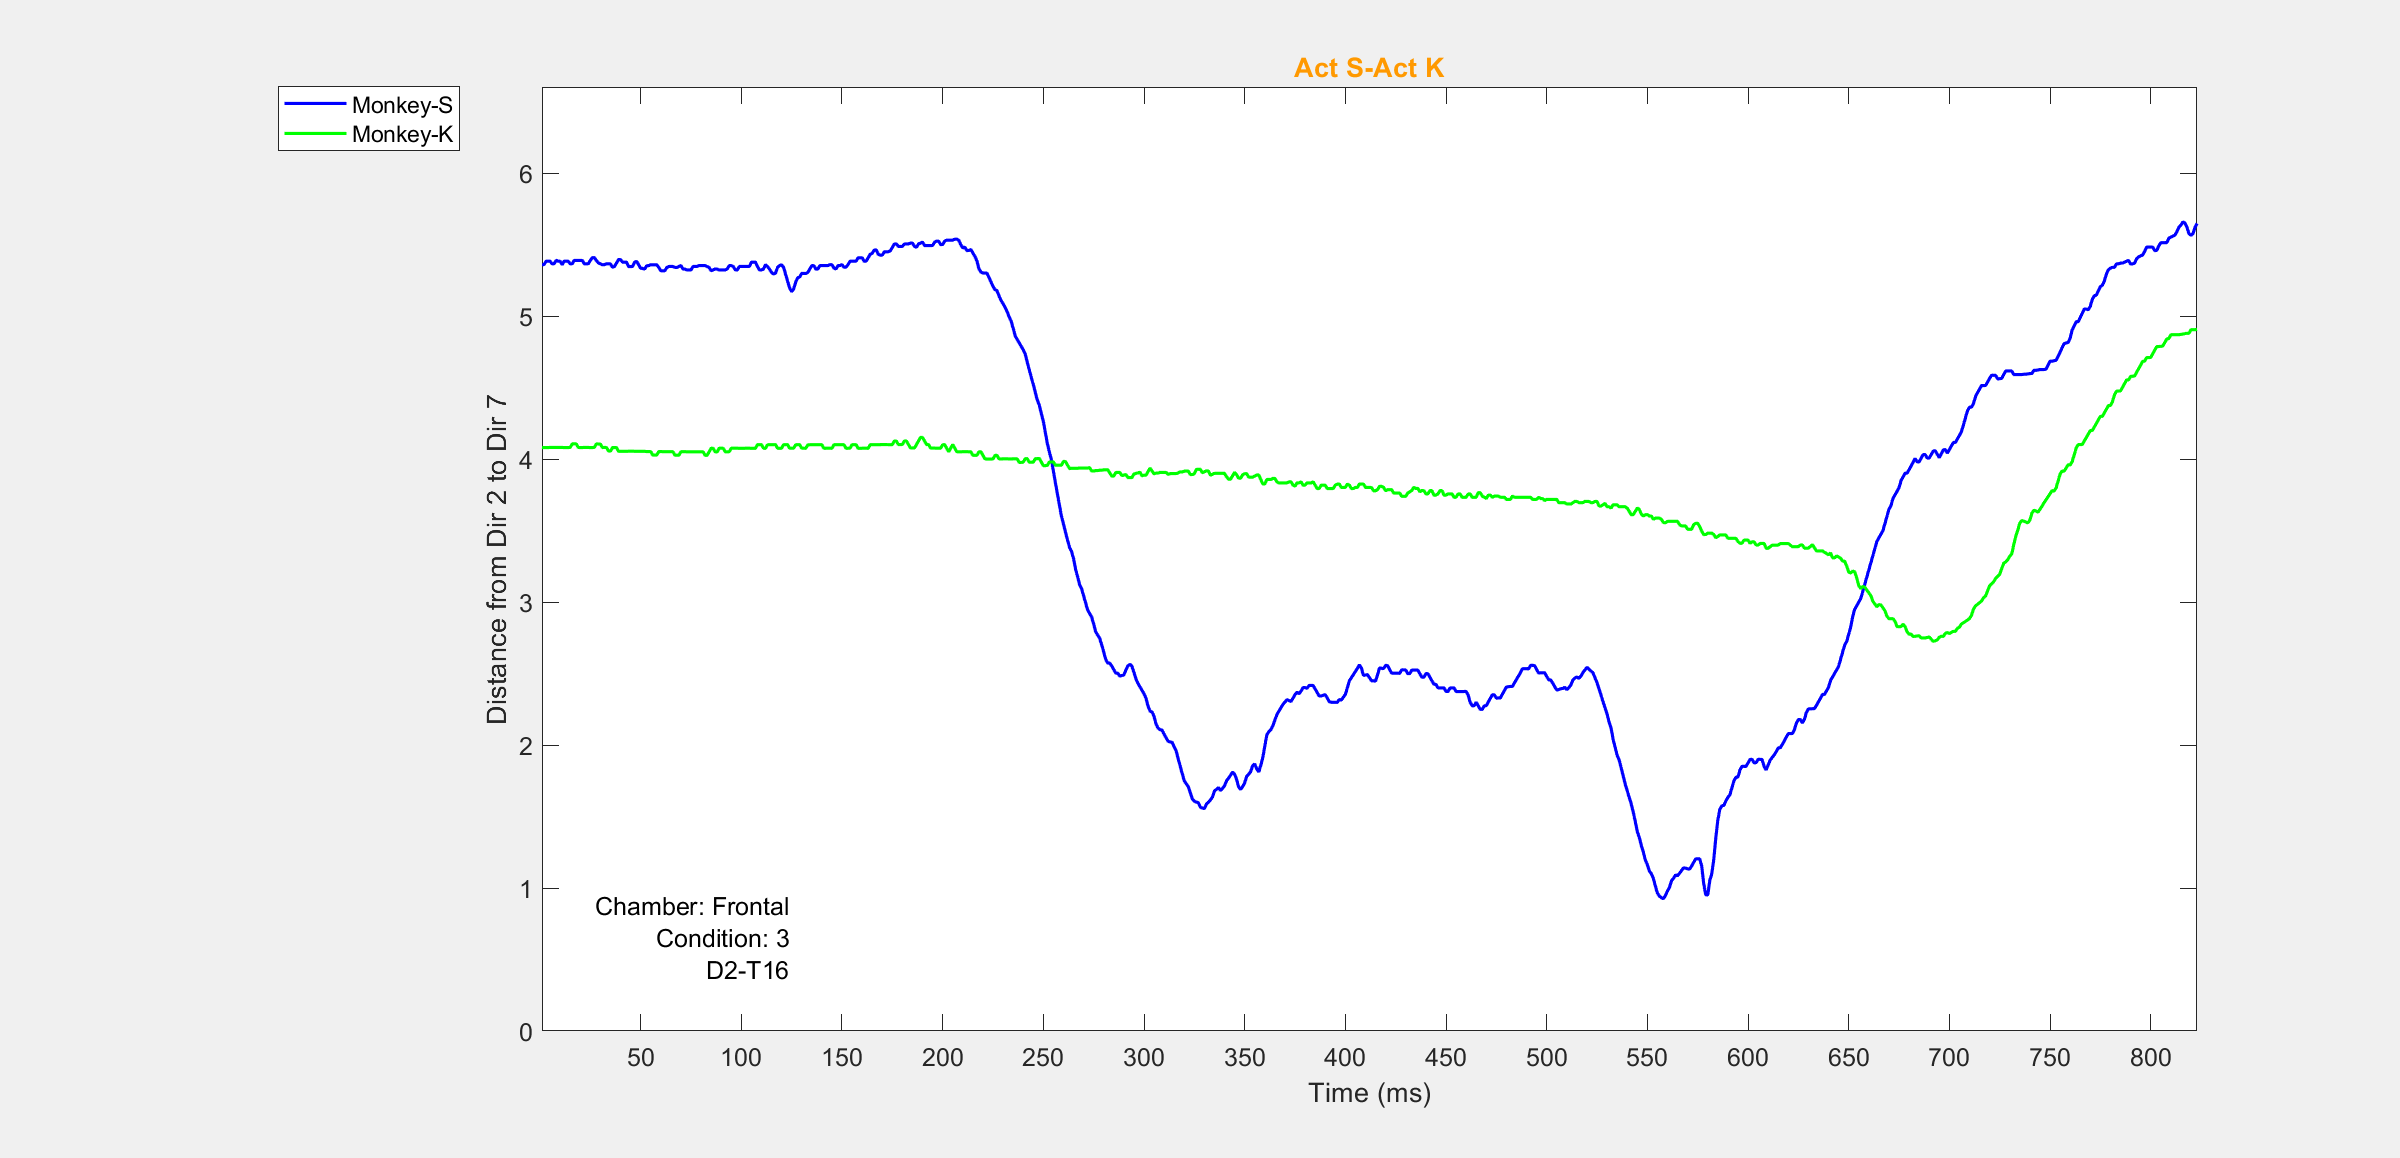 Act S-Act K
Monkey-S
Monkey-K
Distance from Dir 2 to Dir 7
6
5
4
3
2
1
0
Chamber: Frontal
Condition: 3
D2-T16
50 100 150 200 250 300 350 400 450 500 550 600 650 700 750 800
Time (ms)